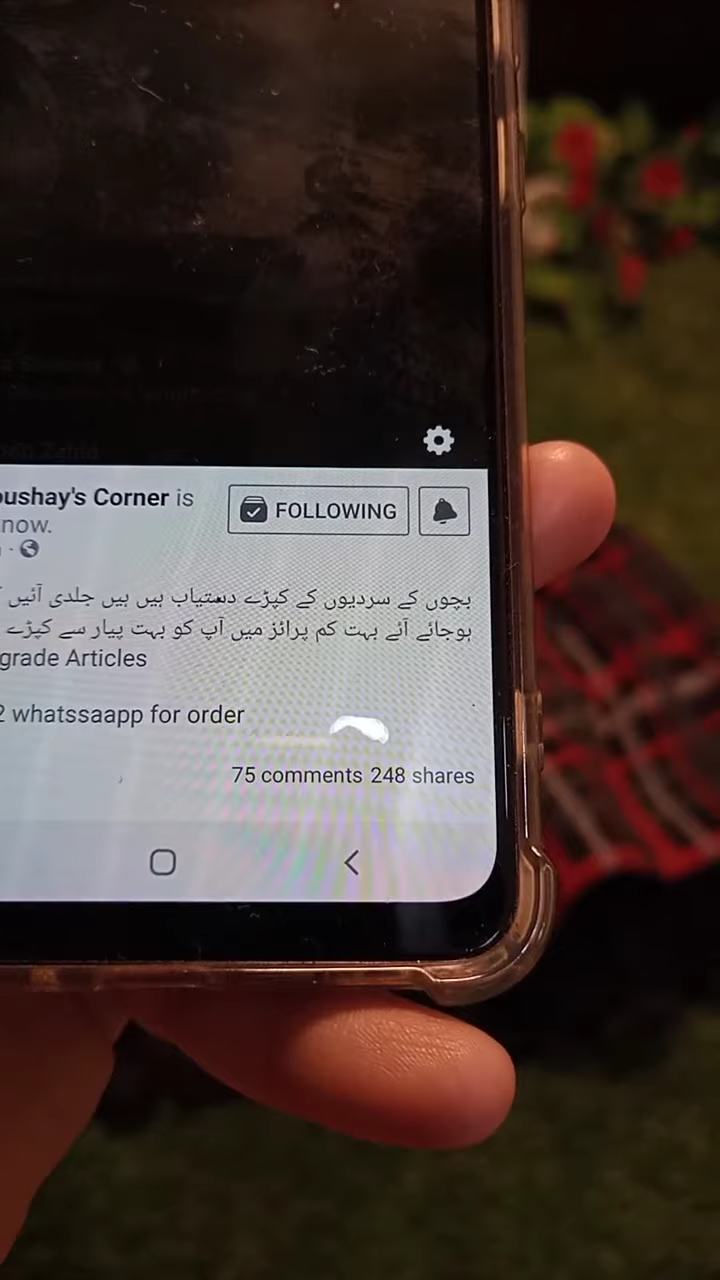 oushay's Corner is
now.
FOLLOWING
بچوں کے سردیوں کے کپڑے دستیاب ہیں ہیں جلدی آئیں
ہوجائے آئے بہت کم پرائز میں آپ کو بہت پیار سے کپڑے
grade Articles
2 whatssaapp for order
75 comments 248 shares